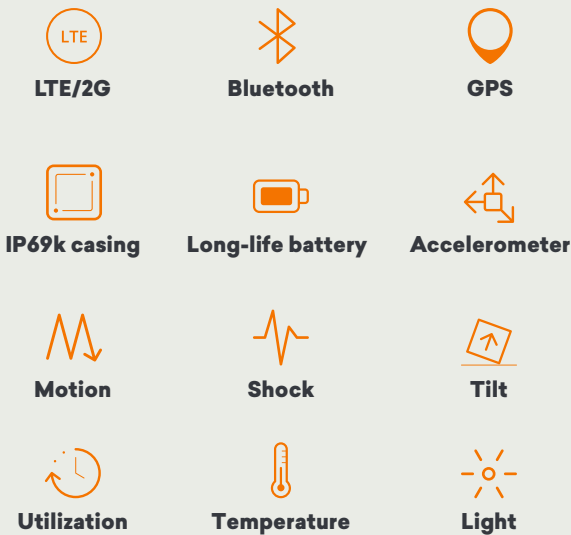 LTE
LTE/2G
Bluetooth
GPS
IP69k casing
Long-life battery
Accelerometer
Motion
Shock
Tilt
Utilization
Temperature
Light